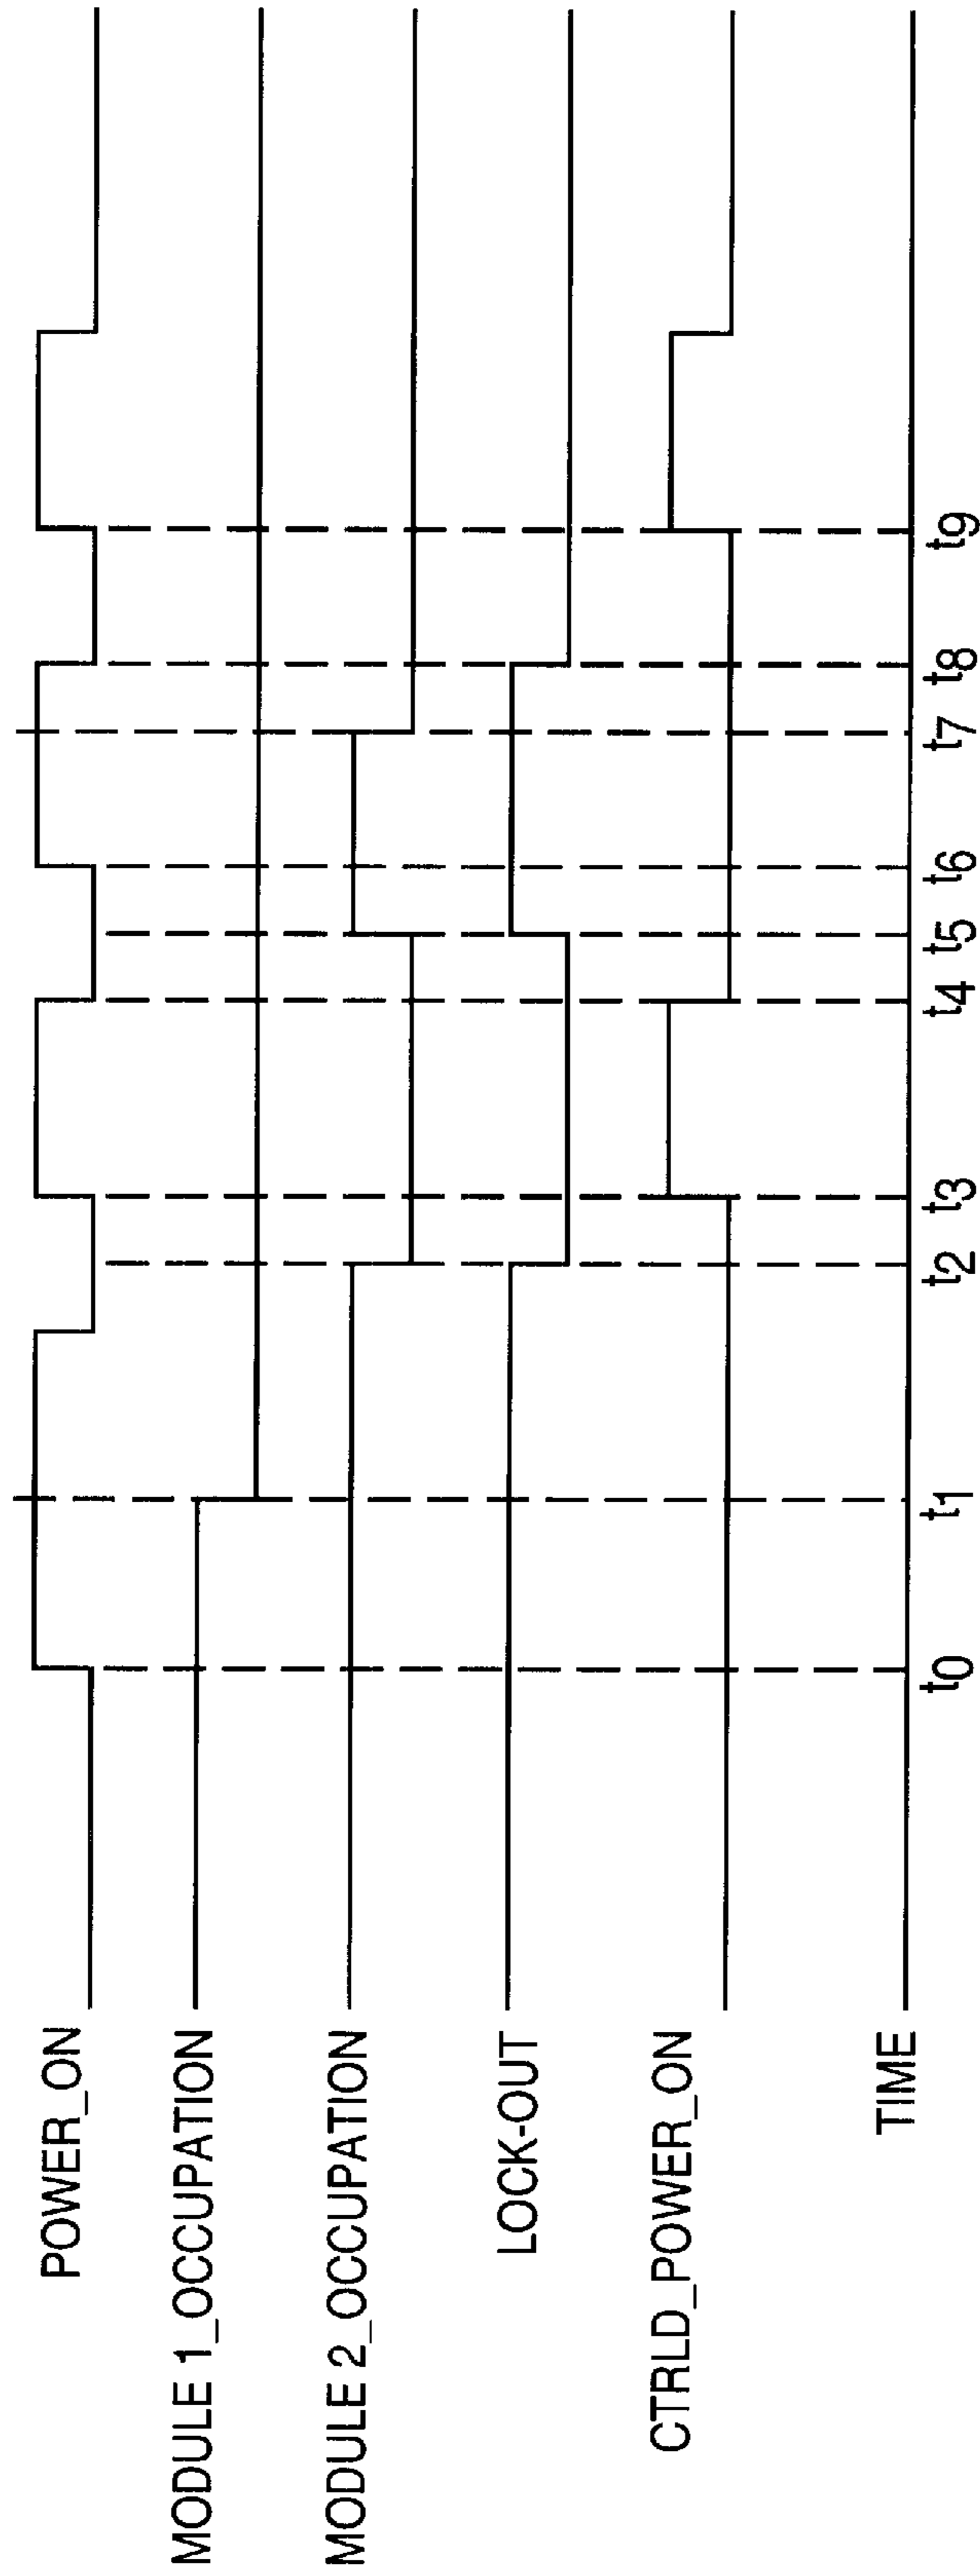 POWER_ON
MODULE 1_OCCUPATION
MODULE 2_OCCUPATION
LOCK-OUT
CTRLD_POWER_ON
TIME
t0 t1 t2 t3 t4 t5 t6 t7 t8 t9